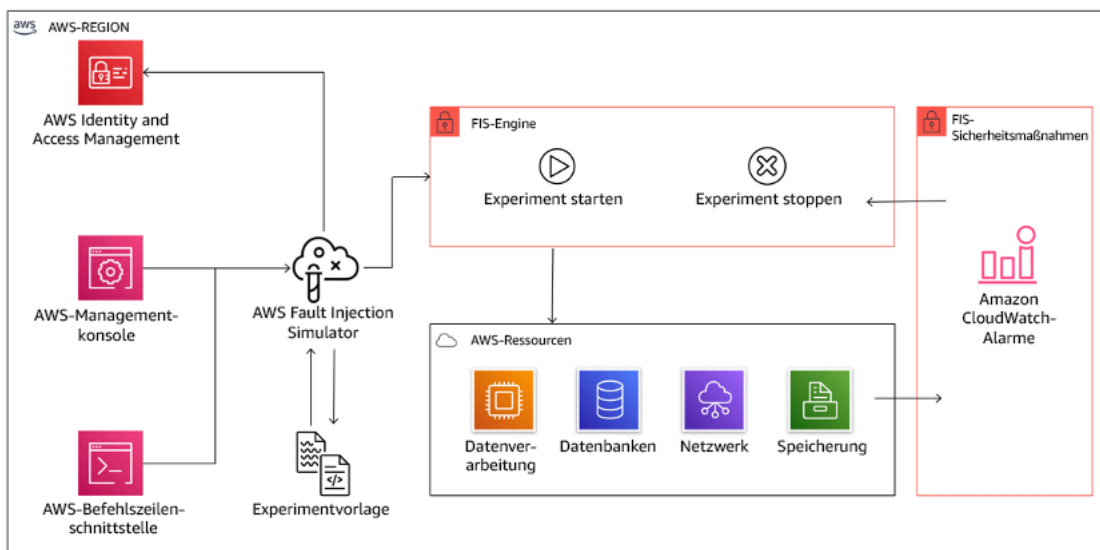 aws
AWS-REGION
AWS Identity and
Access Management
AWS-Management-
konsole
AWS-Befehlszeilen-
schnittstelle
AWS Fault Injection
Simulator
Experimentvorlage
FIS-Engine
Experiment starten
Experiment stoppen
AWS-Ressourcen
Datenver-
arbeitung
Datenbanken
Netzwerk
Speicherung
FIS-
Sicherheitsmaßnahmen
Amazon
CloudWatch-
Alarme